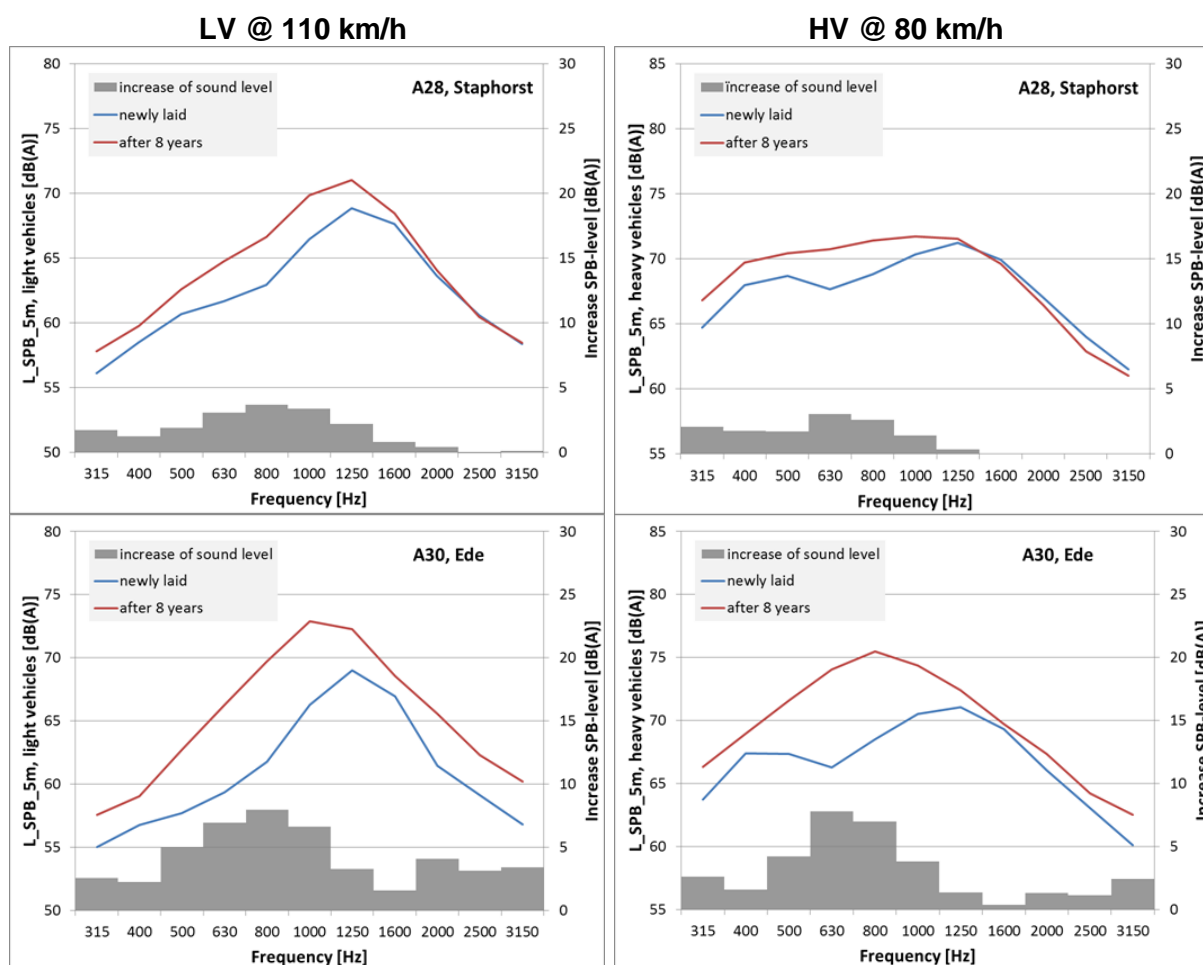 LV @ 110 km/h
HV @ 80 km/h
80
75
70
65
60
55
50
L_SPB_5m, light vehicles [dB(A)]
increase of sound level
newly laid
after 8 years
A28, Staphorst
30
25
20
15
10
5
0
Increase SPB-level [dB(A)]
315 400 500 630 800 1000 1250 1600 2000 2500 3150
Frequency [Hz]
85
80
75
70
65
60
55
L_SPB_5m, heavy vehicles [dB(A)]
ïncrease of sound level
newly laid
after 8 years
A28, Staphorst
30
25
20
15
10
5
0
Increase SPB-level [dB(A)]
315 400 500 630 800 1000 1250 1600 2000 2500 3150
Frequency [Hz]
80
75
70
65
60
55
50
L_SPB_5m, light vehicles [dB(A)]
increase of sound level
newly laid
after 8 years
A30, Ede
30
25
20
15
10
5
0
Increase SPB-level [dB(A)]
315 400 500 630 800 1000 1250 1600 2000 2500 3150
Frequency [Hz]
85
80
75
70
65
60
55
L_SPB_5m, heavy vehicles [dB(A)]
increase of sound level
newly laid
after 8 years
A30, Ede
30
25
20
15
10
5
0
Increase SPB-level [dB(A)]
315 400 500 630 800 1000 1250 1600 2000 2500 3150
Frequency [Hz]